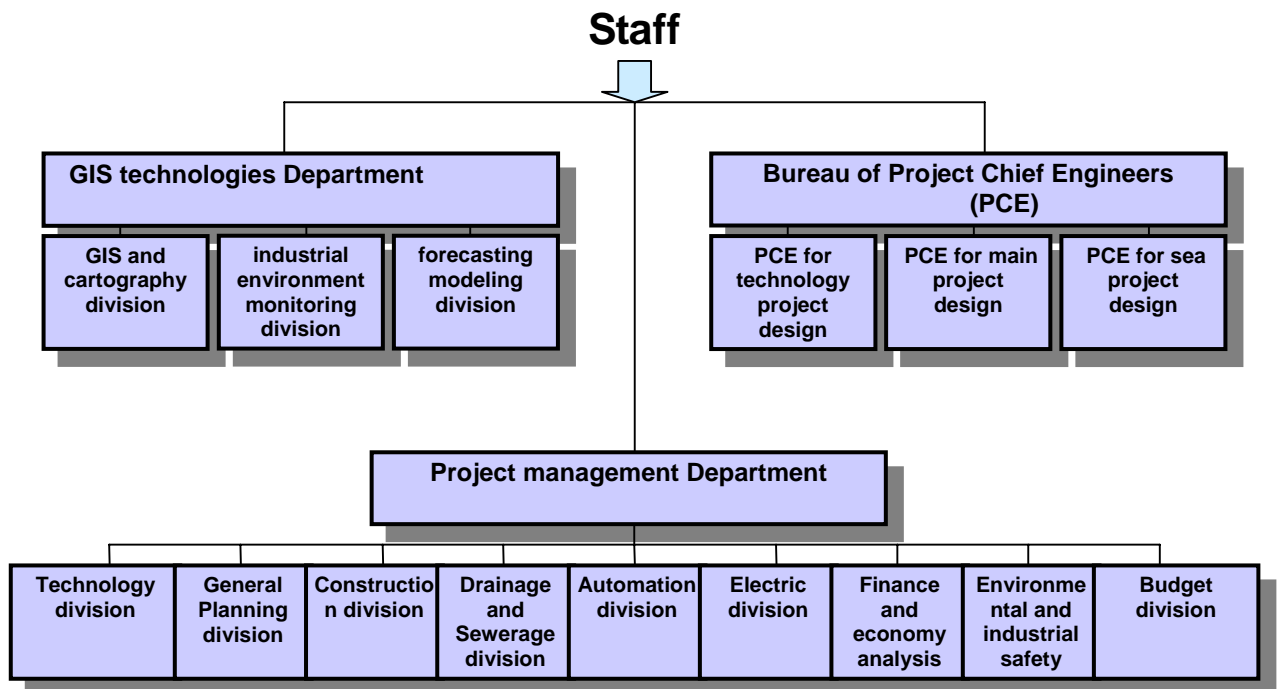 Staff
GIS technologies Department
Bureau of Project Chief Engineers
(PCE)
GIS and
cartography
division
industrial
environment
monitoring
division
forecasting
modeling
division
PCE for
technology
project
design
PCE for main
project
design
PCE for sea
project
design
Project management Department
Technology
division
General
Planning
division
Constructio
n division
Drainage
and
Sewerage
division
Automation
division
Electric
division
Finance
and
economy
analysis
Environme
ntal and
industrial
safety
Budget
division